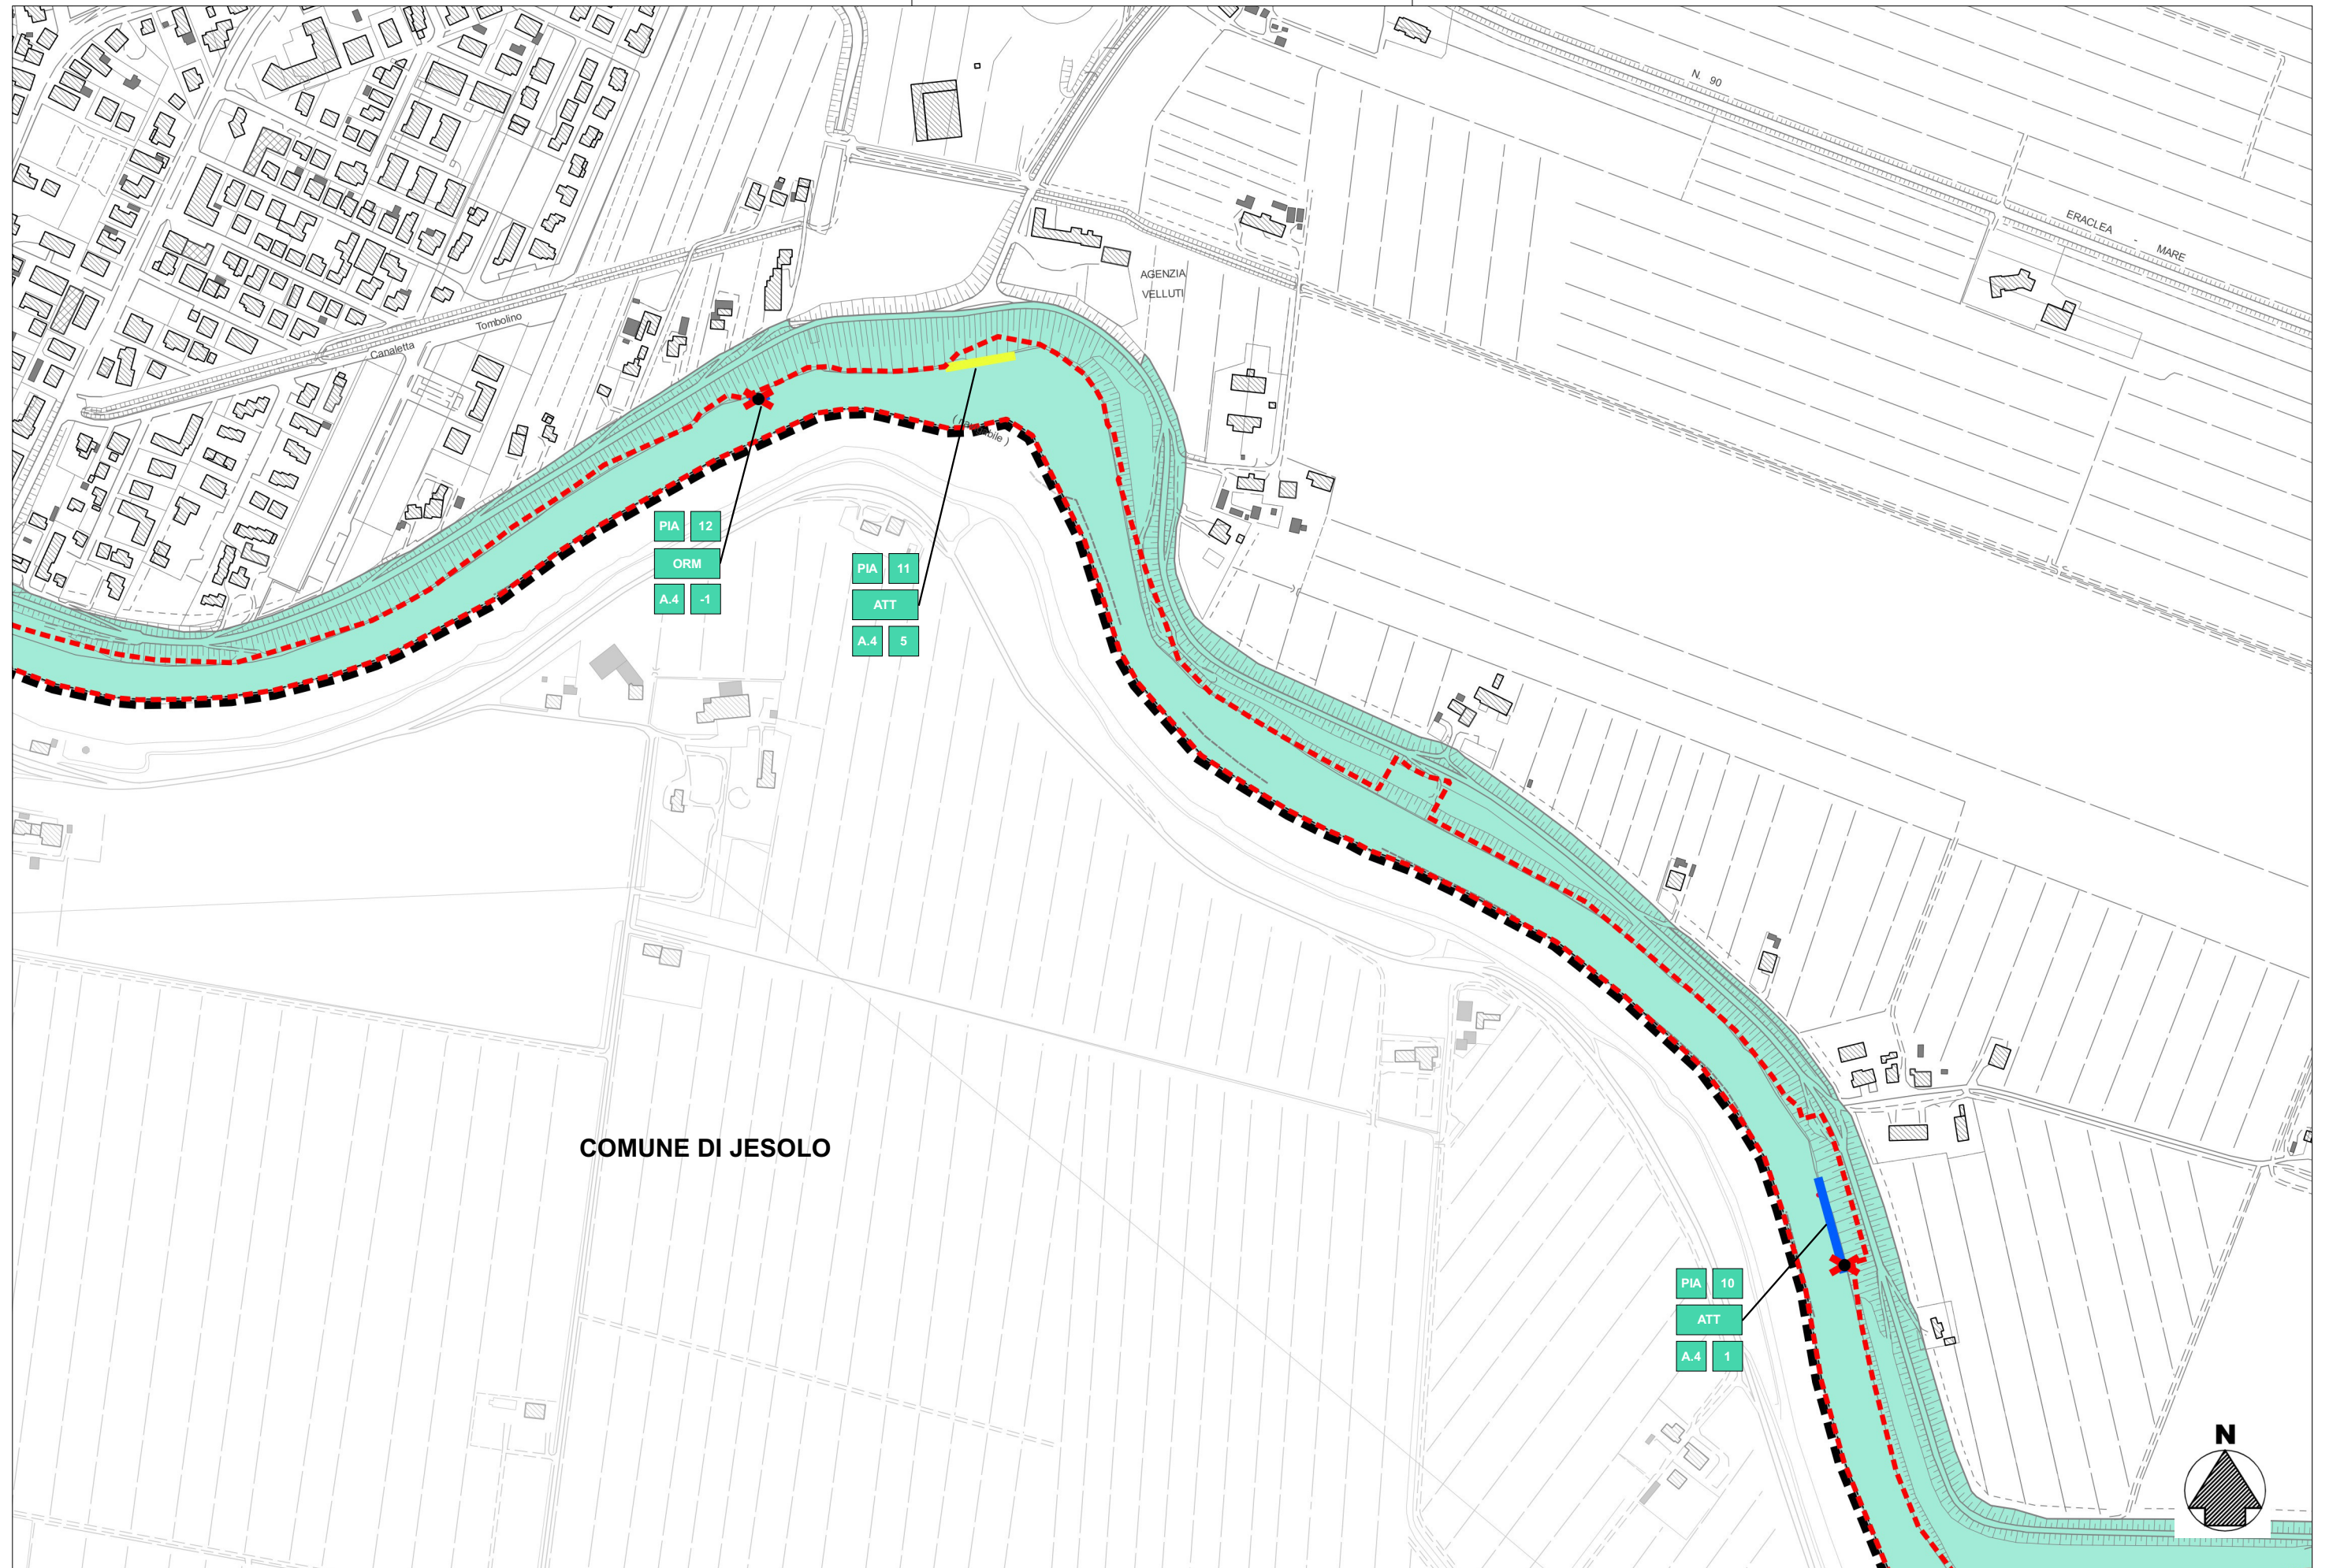 N. 90
ERACLEA - MARE
AGENZIA
VELLUTI
Canaletta Tombolino
PIA 12
ORM
A.4 -1
PIA 11
ATT
A.4 5
COMUNE DI JESOLO
PIA 10
ATT
A.4 1
N